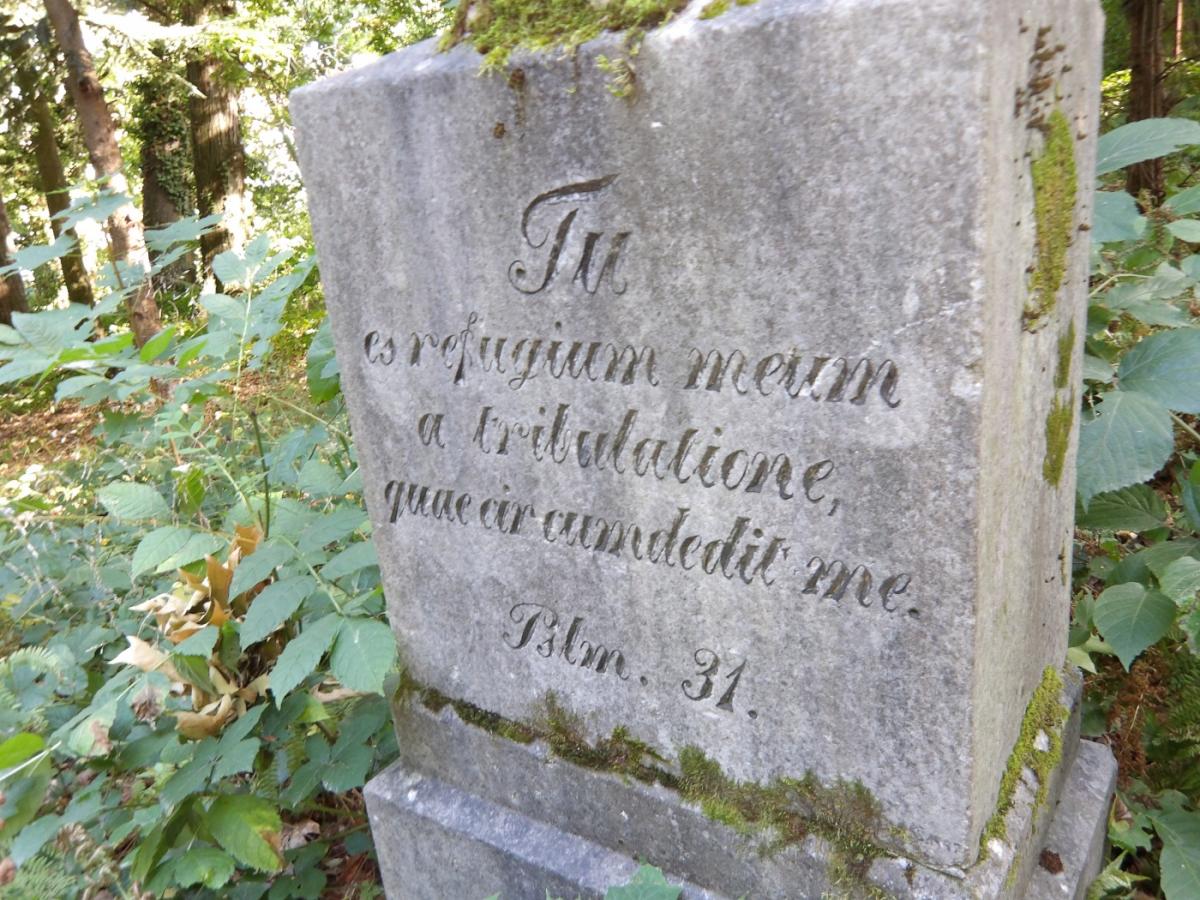 Tu
es refugium meum
a tribulatione,
quae circumdedit me.
Pslm. 31.